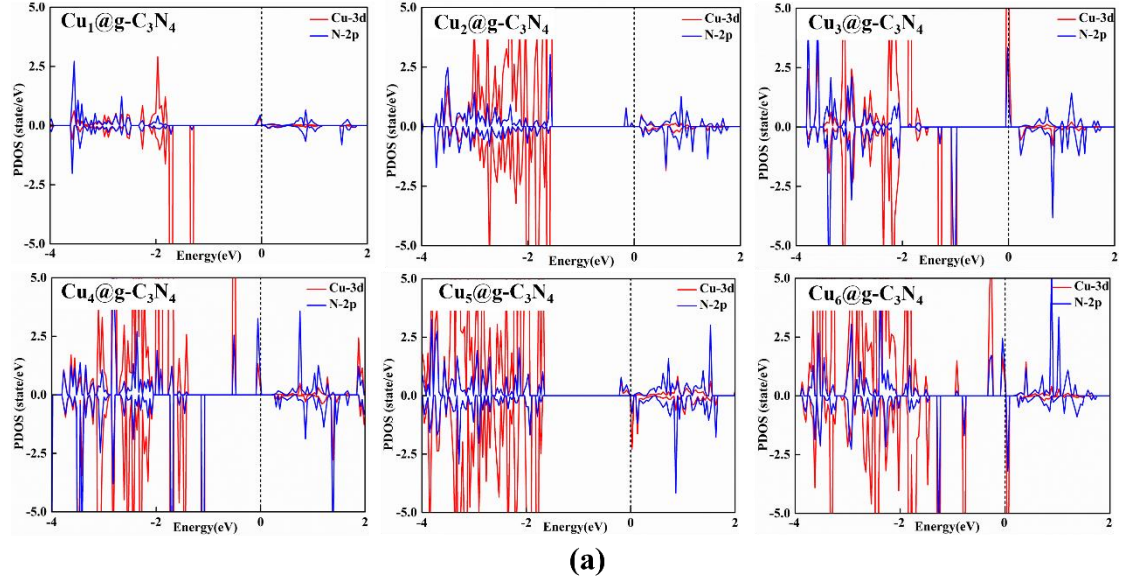 Cu₁@g-C₃N₄
Cu-3d
N-2p
PDOS (state/eV)
5.0
2.5
0.0
-2.5
-5.0
-4
-2
0
2
Energy(eV)
Cu₂@g-C₃N₄
Cu-3d
N-2p
PDOS (state/eV)
5.0
2.5
0.0
-2.5
-5.0
-4
-2
0
2
Energy(eV)
Cu₃@g-C₃N₄
Cu-3d
N-2p
PDOS (state/eV)
5.0
2.5
0.0
-2.5
-5.0
-4
-2
0
2
Energy(eV)
Cu₄@g-C₃N₄
Cu-3d
N-2p
PDOS (state/eV)
5.0
2.5
0.0
-2.5
-5.0
-4
-2
0
2
Energy(eV)
Cu₅@g-C₃N₄
Cu-3d
N-2p
PDOS (state/eV)
5.0
2.5
0.0
-2.5
-5.0
-4
-2
0
2
Energy(eV)
Cu₆@g-C₃N₄
Cu-3d
N-2p
PDOS (state/eV)
5.0
2.5
0.0
-2.5
-5.0
-4
-2
0
2
Energy(eV)
(a)